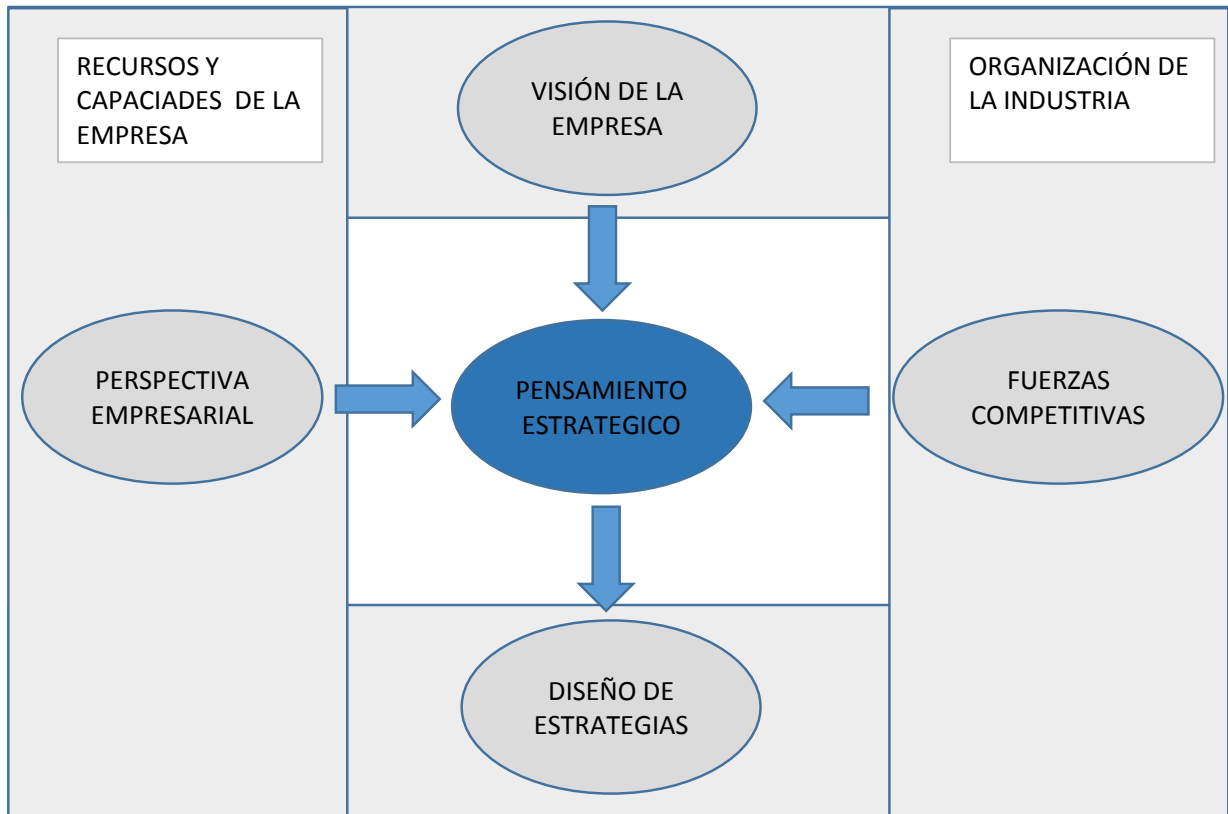 RECURSOS Y
CAPACIADES DE LA
EMPRESA
VISIÓN DE LA
EMPRESA
ORGANIZACIÓN DE
LA INDUSTRIA
PERSPECTIVA
EMPRESARIAL
PENSAMIENTO
ESTRATEGICO
FUERZAS
COMPETITIVAS
DISEÑO DE
ESTRATEGIAS